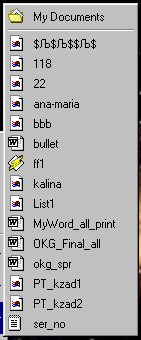 My Documents
$Љ$Љ$$Љ$
118
22
ana-maria
bbb
bullet
ff1
kalina
List1
MyWord_all_print
OKG_Final_all
okg_spr
PT_kzad1
PT_kzad2
ser_no